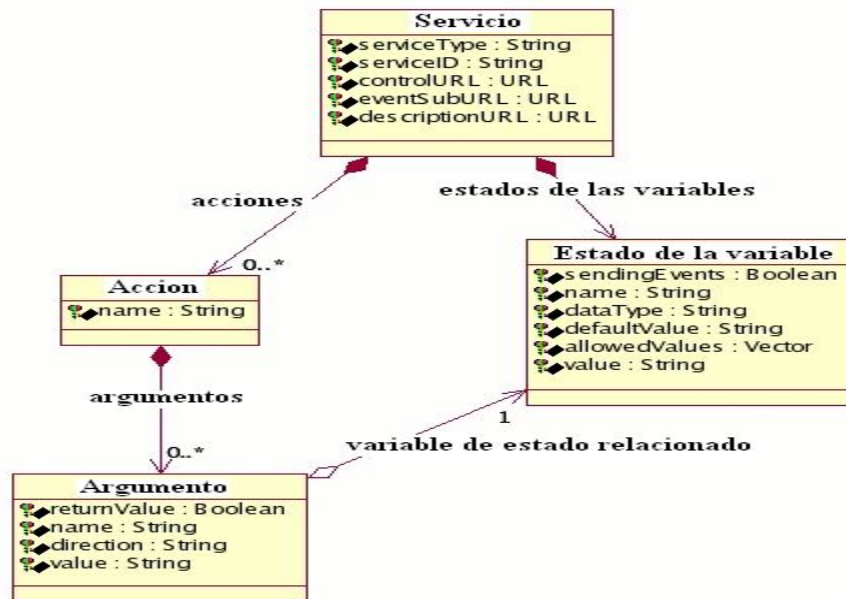 Servicio
serviceType : String
serviceID : String
controlURL : URL
eventSubURL : URL
descriptionURL : URL
acciones
estados de las variables
0..*
Accion
name : String
Estado de la variable
sendingEvents : Boolean
name : String
dataType : String
defaultValue : String
allowedValues : Vector
value : String
argumentos
0..*
1
variable de estado relacionado
Argumento
returnValue : Boolean
name : String
direction : String
value : String